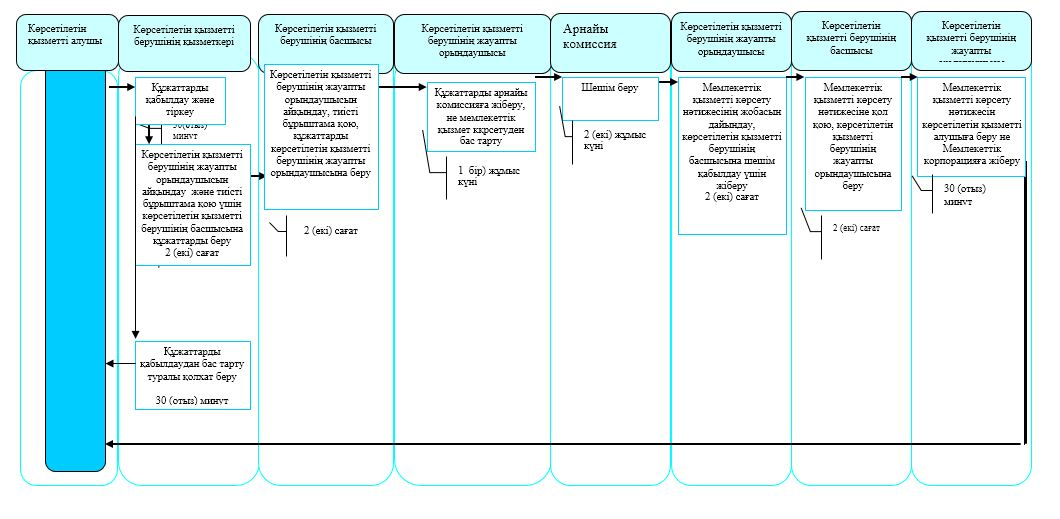 Көрсетілетін
қызметті алушы
Көрсетілетін қызметті
берушінің қызметкері
Көрсетілетін қызметті
берушінің басшысы
Көрсетілетін қызметті
берушінің жауапты
орындаушысы
Арнайы
комиссия
Көрсетілетін қызметті
берушінің жауапты
орындаушысы
Көрсетілетін
қызметті берушінің
басшысы
Көрсетілетін
қызметті берушінің
жауапты
Құжаттарды
қабылдау және
тіркеу
30(отыз)
минут
Көрсетілетін қызметті
берушінің жауапты
орындаушысын
айқындау және тиісті
бұрыштама қою үшін
көрсетілетін қызметті
берушінің басшысына
құжаттарды беру
2 (екі) сағат
Құжаттарды
қабылдаудан бас тарту
туралы қолхат беру
30 (отыз) минут
Көрсетілетін қызметті
берушінің жауапты
орындаушысын
айқындау, тиісті
бұрыштама қою,
құжаттарды
көрсетілетін қызметті
берушінің жауапты
орындаушысына беру
2 (екі) сағат
Құжаттарды арнайы
комиссияға жіберу,
не мемлекеттік
қызмет көрсетуден
бас тарту
1 бір) жұмыс
күні
Шешім беру
2 (екі) жұмыс
күні
Мемлекеттік
қызметті көрсету
нәтижесінің жобасын
дайындау,
көрсетілетін қызметті
берушінің
басшысына шешім
қабылдау үшін
жіберу
2 (екі) сағат
Мемлекеттік
қызметті көрсету
нәтижесіне қол
қою, көрсетілетін
қызметті
берушінің
жауапты
орындаушысына
беру
2 (екі) сағат
Мемлекеттік
қызметті көрсету
нәтижесін
көрсетілетін қызметті
алушыға беру не
Мемлекеттік
корпорацияға жіберу
30 (отыз)
минут